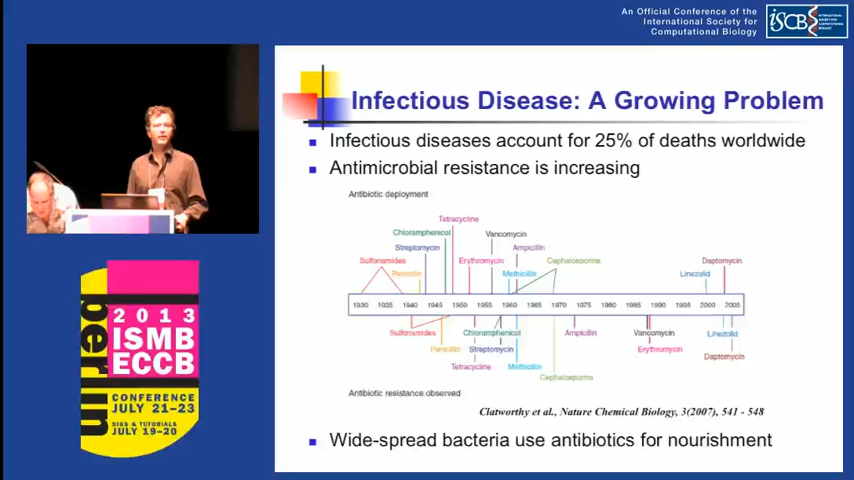 An Official Conference of the
International Society for
Computational Biology
ISCB
INTERNATIONAL
SOCIETY FOR
COMPUTATIONAL
BIOLOGY
Infectious Disease: A Growing Problem
Infectious diseases account for 25% of deaths worldwide
Antimicrobial resistance is increasing
Antibiotic deployment
Tetracycline
Chloramphenicol Vancomycin
Streptomycin Ampicillin
Sulfonamides Erythromycin Cephalosporins Daptomycin
Penicillin Methicillin Linezolid
1930 1935 1940 1945 1950 1955 1960 1965 1970 1975 1980 1985 1990 1995 2000 2005
Sulfonamides Chloramphenicol Ampicillin Vancomycin Linezolid
Penicillin Streptomycin Erythromycin
Daptomycin
Tetracycline Methicillin
Cephalosporins
Antibiotic resistance observed
Clatworthy et al., Nature Chemical Biology, 3(2007), 541 - 548
Wide-spread bacteria use antibiotics for nourishment
berlin
2013
ISMB
ECCB
CONFERENCE
JULY 21-23
SIGS & TUTORIALS
JULY 19-20